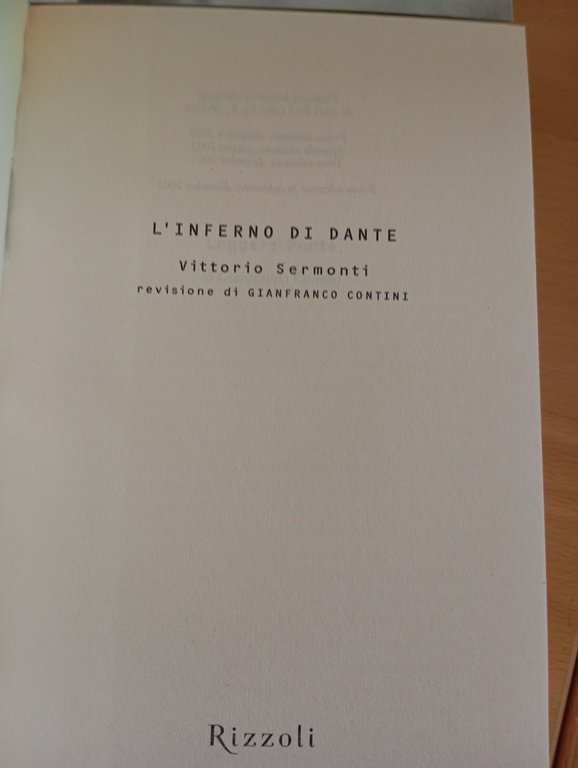 L'INFERNO DI DANTE
Vittorio Sermonti
revisione di GIANFRANCO CONTINI
Rizzoli